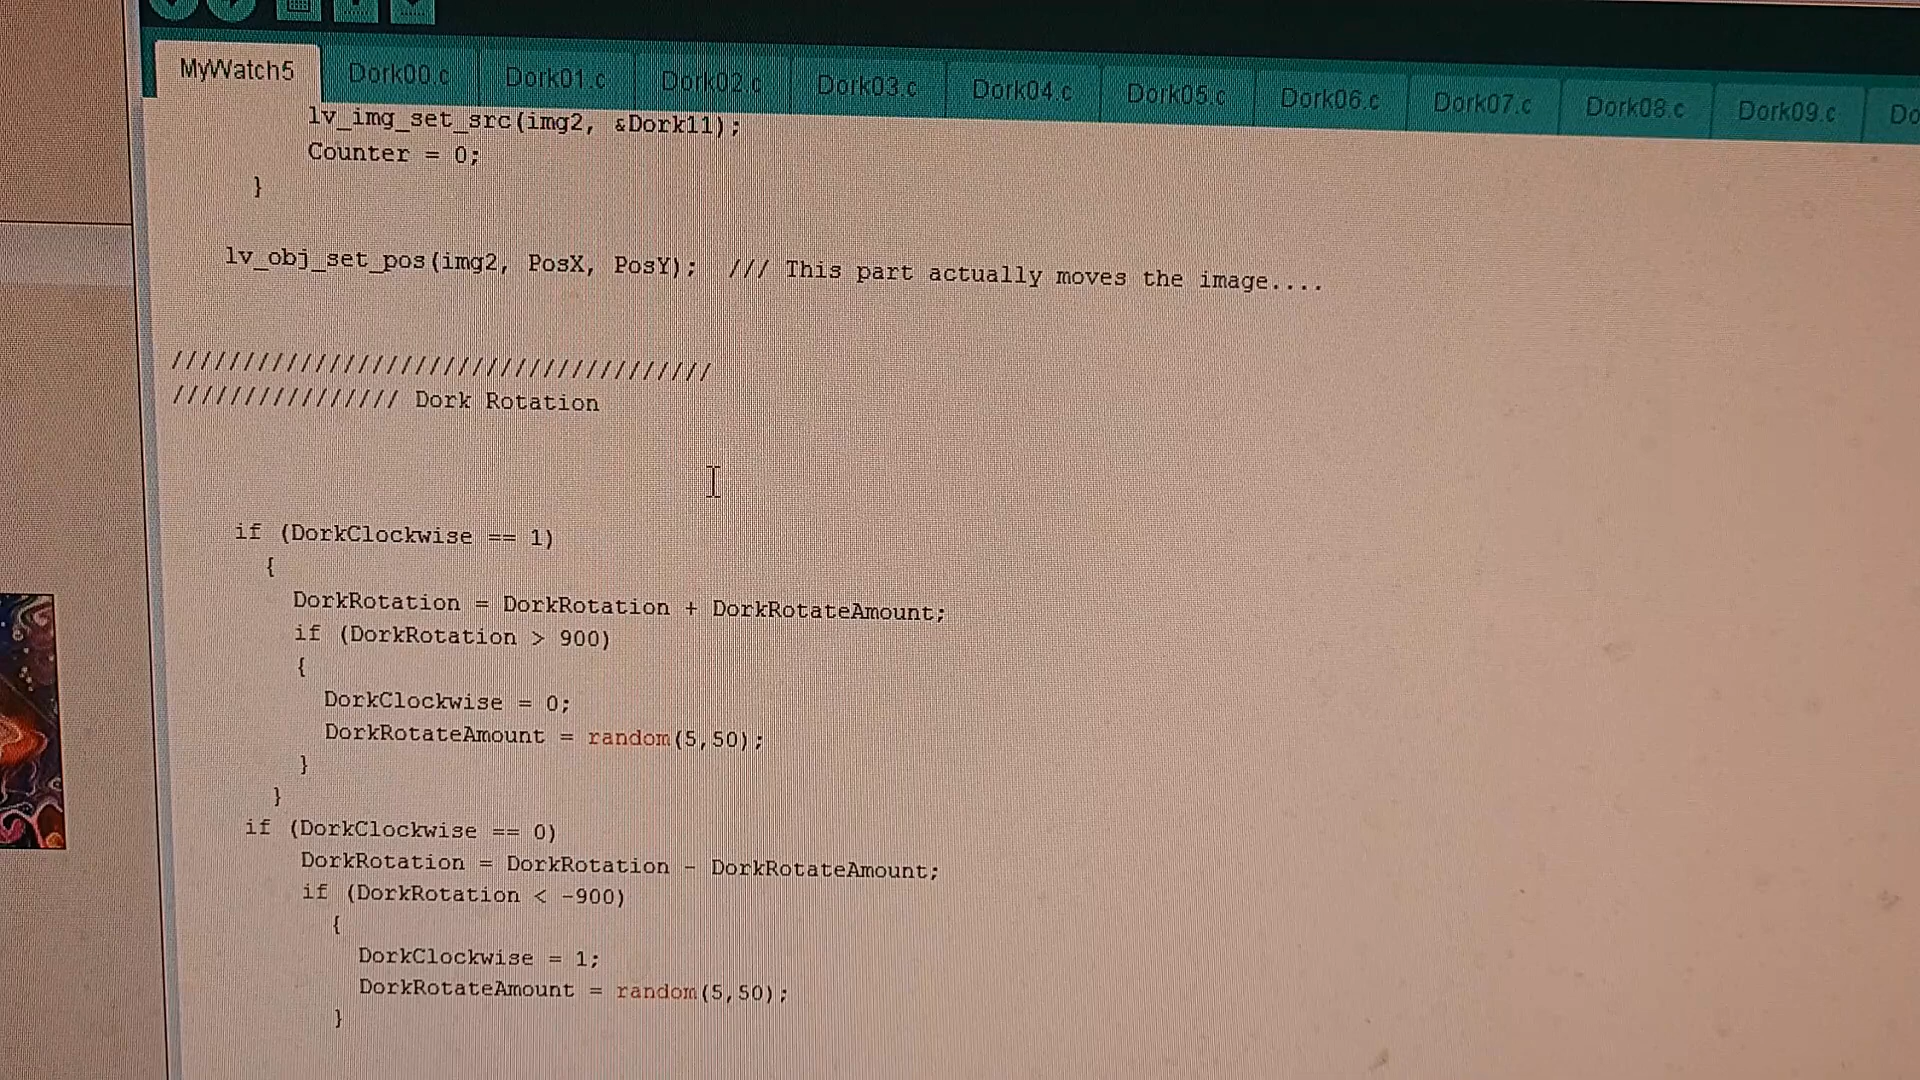 MyWatch5 Dork00.c Dork01.c Dork02.c Dork03.c Dork04.c Dork05.c Dork06.c Dork07.c Dork08.c Dork09.c Do
lv_img_set_src(img2, &Dork11);
Counter = 0;
}
lv_obj_set_pos(img2, PosX, PosY); /// This part actually moves the image....
//////////////////////////////////////
//////////////// Dork Rotation
if (DorkClockwise == 1)
{
DorkRotation = DorkRotation + DorkRotateAmount;
if (DorkRotation > 900)
{
DorkClockwise = 0;
DorkRotateAmount = random(5,50);
}
}
if (DorkClockwise == 0)
DorkRotation = DorkRotation - DorkRotateAmount;
if (DorkRotation < -900)
{
DorkClockwise = 1;
DorkRotateAmount = random(5,50);
}